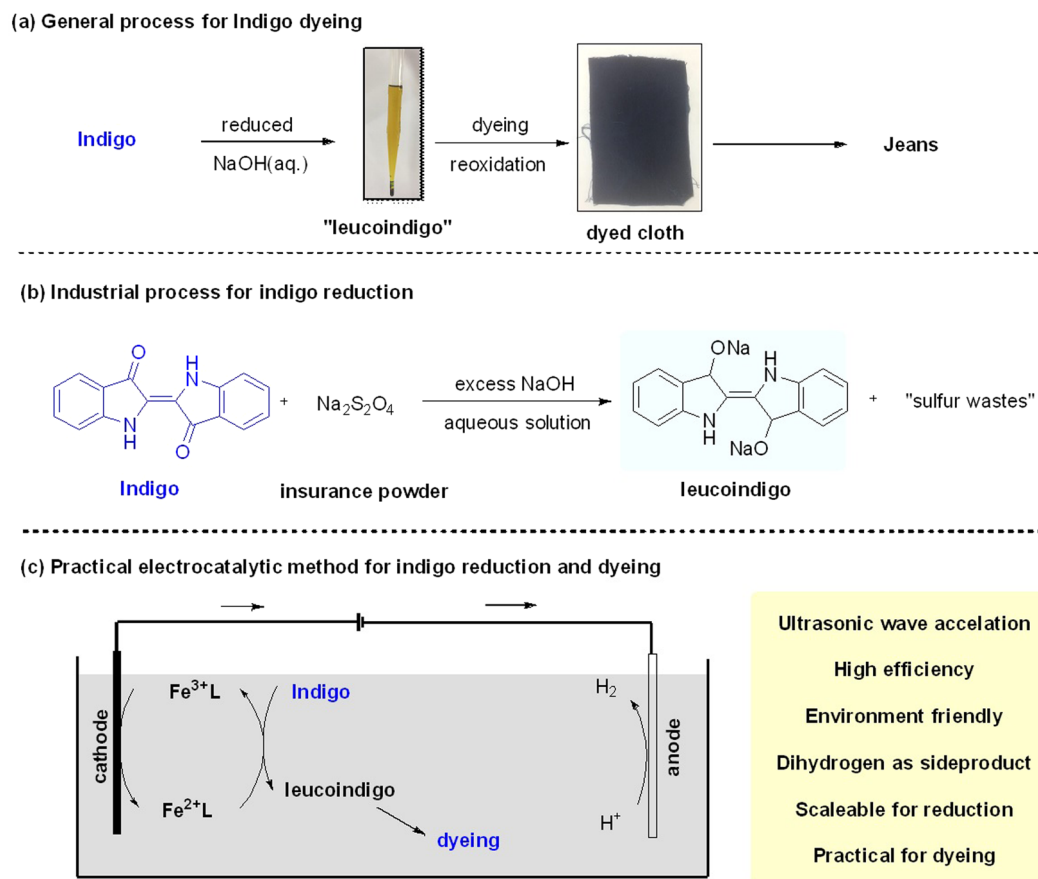 (a) General process for Indigo dyeing
Indigo
reduced
NaOH(aq.)
"leucoindigo"
dyeing
reoxidation
dyed cloth
Jeans
(b) Industrial process for indigo reduction
O
H
N
N
H
O
Indigo
+
Na₂S₂O₄
insurance powder
excess NaOH
aqueous solution
ONa
H
N
N
H
NaO
leucoindigo
+
"sulfur wastes"
(c) Practical electrocatalytic method for indigo reduction and dyeing
cathode
Fe³⁺L
Indigo
Fe²⁺L
leucoindigo
dyeing
H₂
H⁺
anode
Ultrasonic wave accelation
High efficiency
Environment friendly
Dihydrogen as sideproduct
Scaleable for reduction
Practical for dyeing